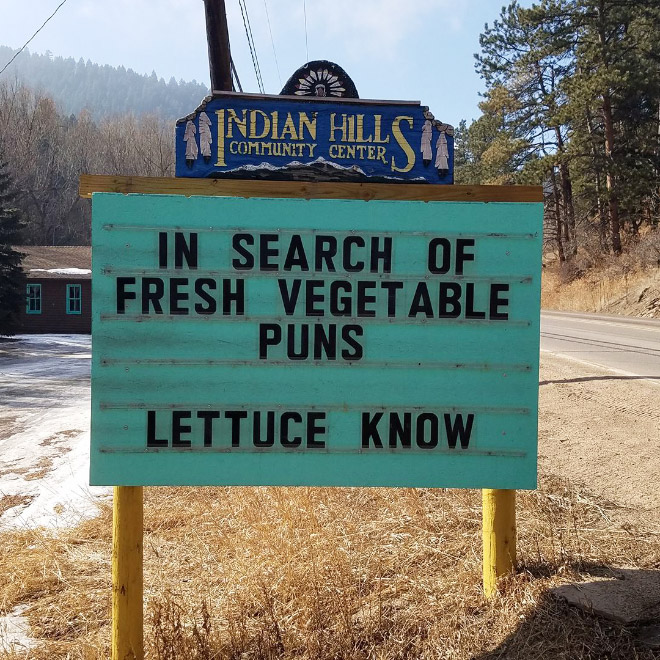 INDIAN HILLS
COMMUNITY CENTER
IN SEARCH OF
FRESH VEGETABLE
PUNS
LETTUCE KNOW